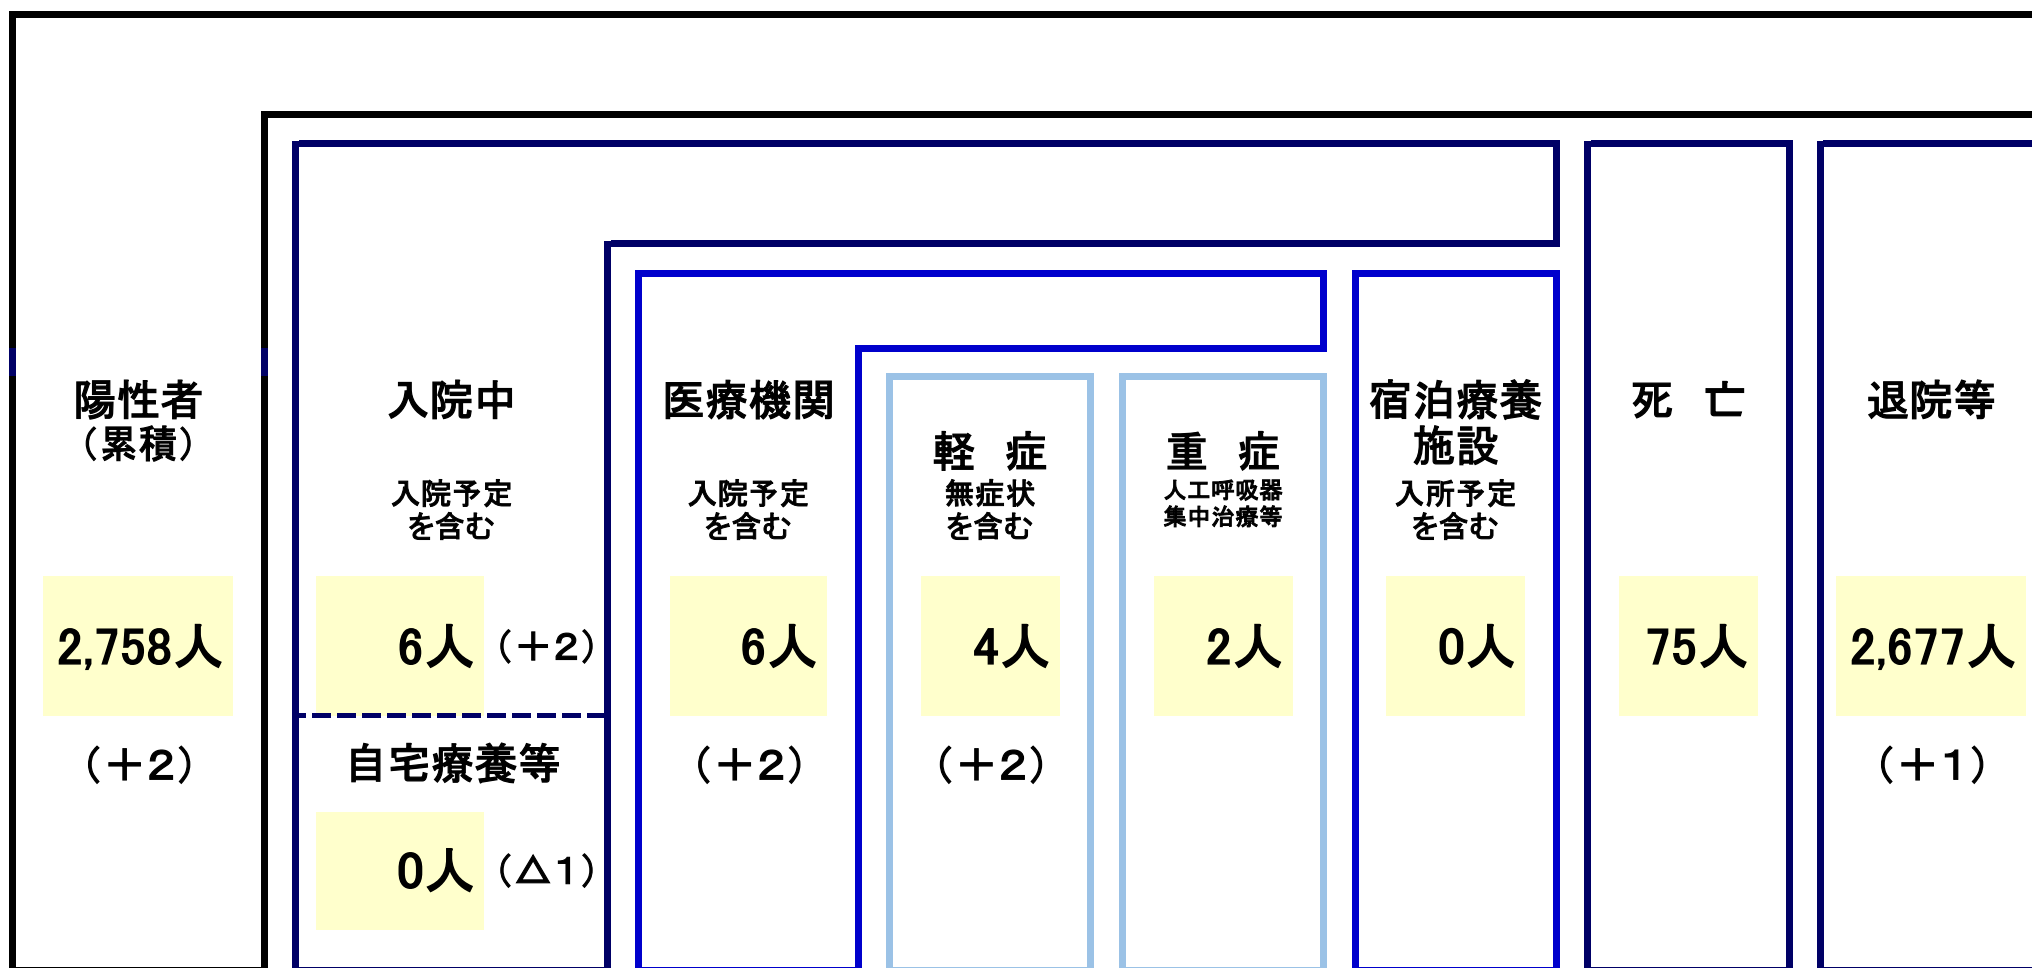 陽性者
（累積）
2,758人
（＋2）
入院中
入院予定
を含む
6人（＋2）
自宅療養等
0人（△1）
医療機関
入院予定
を含む
6人
（＋2）
軽　症
無症状
を含む
4人
（＋2）
重　症
人工呼吸器
集中治療等
2人
宿泊療養
施設
入所予定
を含む
0人
死　亡
75人
退院等
2,677人
（＋1）